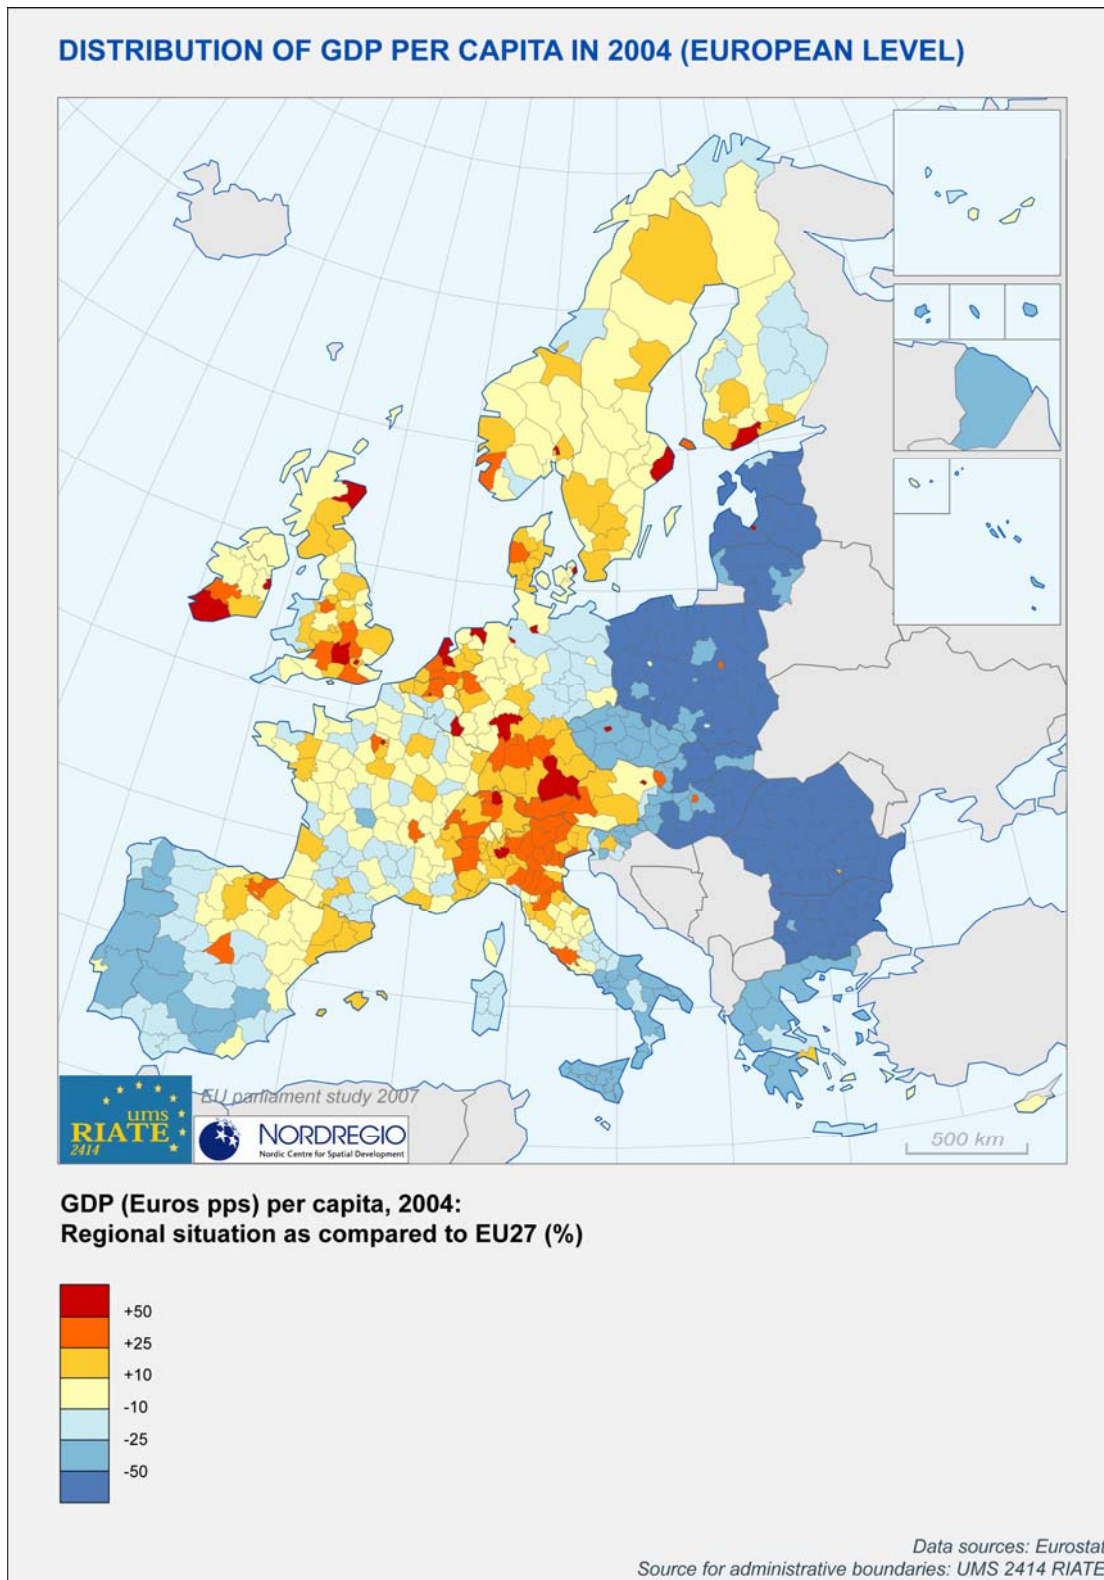 DISTRIBUTION OF GDP PER CAPITA IN 2004 (EUROPEAN LEVEL)
EU parliament study 2007
ums
RIATE
2414
NORDREGIO
Nordic Centre for Spatial Development
500 km
GDP (Euros pps) per capita, 2004:
Regional situation as compared to EU27 (%)
+50
+25
+10
-10
-25
-50
Data sources: Eurostat
Source for administrative boundaries: UMS 2414 RIATE